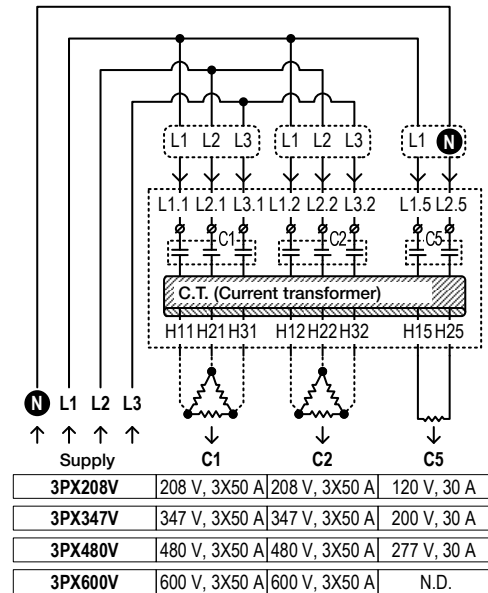 L1 L2 L3 L1 L2 L3 L1 N
L1.1 L2.1 L3.1 L1.2 L2.2 L3.2 L1.5 L2.5
C1 C2 C5
C.T. (Current transformer)
H11 H21 H31 H12 H22 H32 H15 H25
N L1 L2 L3
Supply C1 C2 C5
3PX208V 208 V, 3X50 A 208 V, 3X50 A 120 V, 30 A
3PX347V 347 V, 3X50 A 347 V, 3X50 A 200 V, 30 A
3PX480V 480 V, 3X50 A 480 V, 3X50 A 277 V, 30 A
3PX600V 600 V, 3X50 A 600 V, 3X50 A N.D.